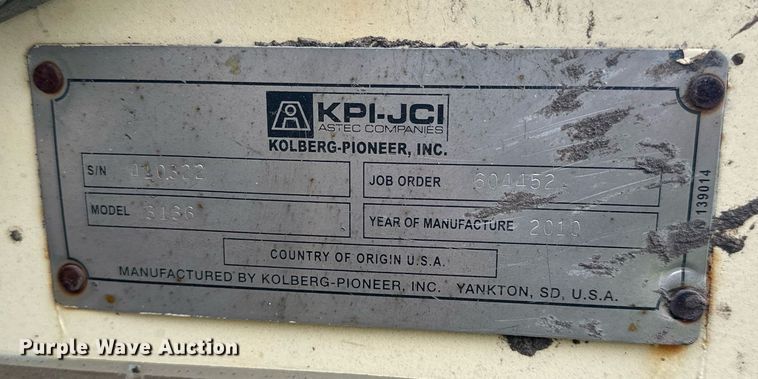 KPI-JCI
ASTEC COMPANIES
KOLBERG-PIONEER, INC.
S/N 410322
JOB ORDER 604452
MODEL 3136
YEAR OF MANUFACTURE 2010
COUNTRY OF ORIGIN U.S.A.
MANUFACTURED BY KOLBERG-PIONEER, INC. YANKTON, SD, U.S.A.
139014
Purple Wave Auction